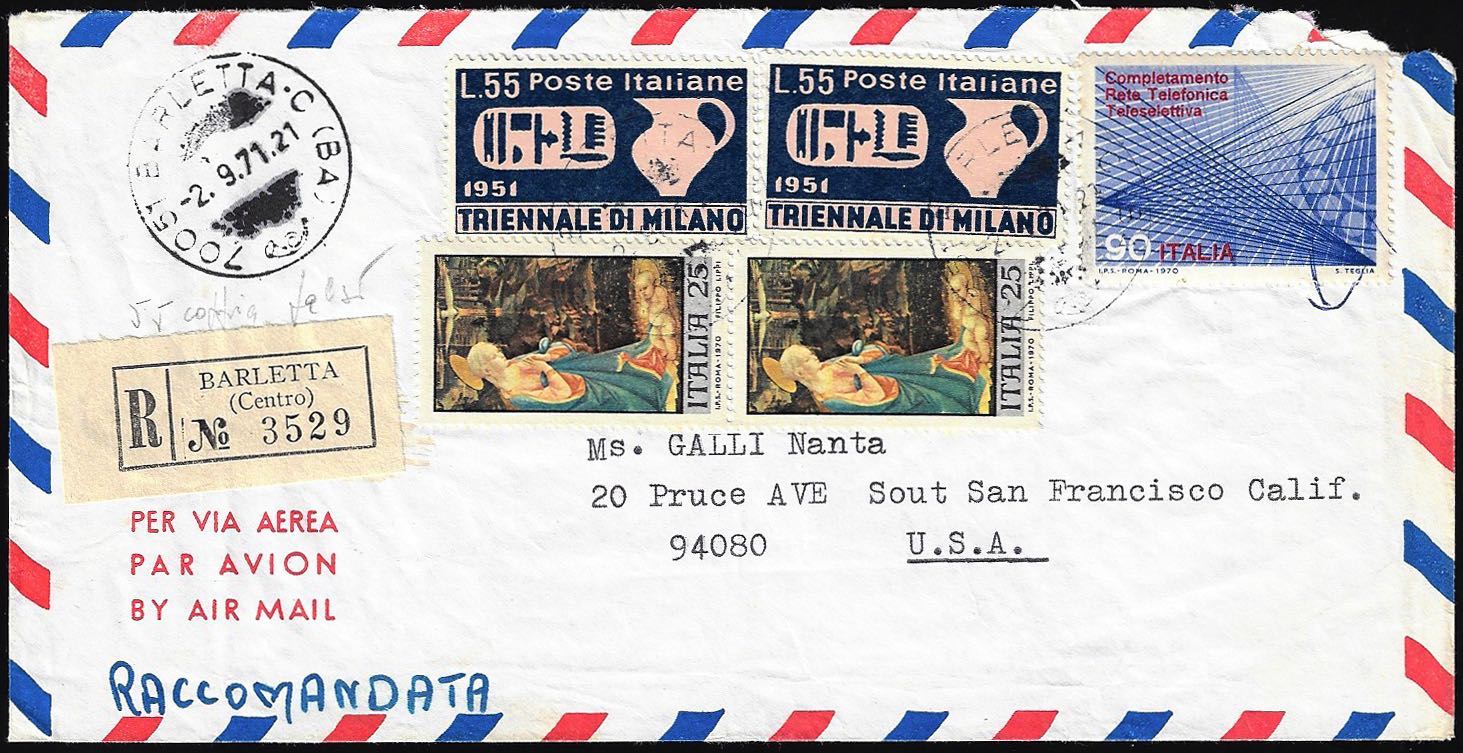 70051 BARLETTA·C (BA)
-2. 9.71.21
L.55 Poste Italiane
1951
TRIENNALE DI MILANO
L.55 Poste Italiane
1951
TRIENNALE DI MILANO
Completamento
Rete Telefonica
Teleselettiva
90 ITALIA
I.P.S.-ROMA-1970 S. TEGLIA
ITALIA 25
I.P.S.-ROMA-1970 FILIPPO LIPPI
ITALIA 25
I.P.S.-ROMA-1970 FILIPPO LIPPI
55
R
BARLETTA
(Centro)
№ 3529
Ms. GALLI Nanta
20 Pruce AVE Sout San Francisco Calif.
94080 U.S.A.
PER VIA AEREA
PAR AVION
BY AIR MAIL
RACCOMANDATA